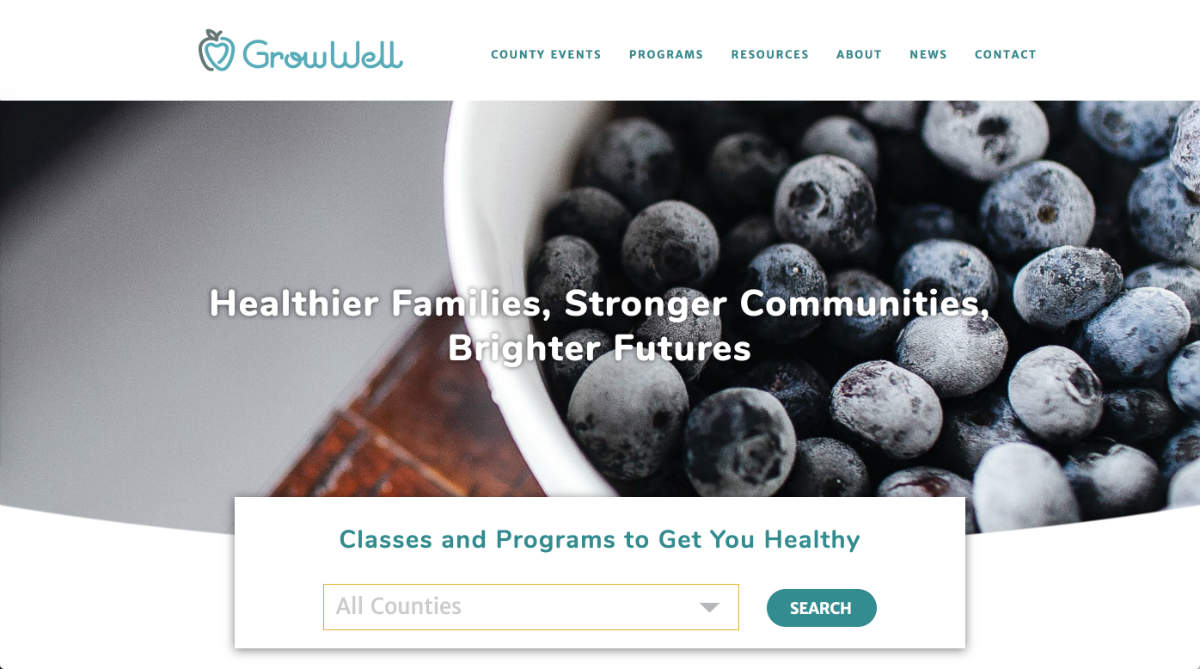 GrowWell
COUNTY EVENTS PROGRAMS RESOURCES ABOUT NEWS CONTACT
Healthier Families, Stronger Communities,
Brighter Futures
Classes and Programs to Get You Healthy
All Counties
SEARCH